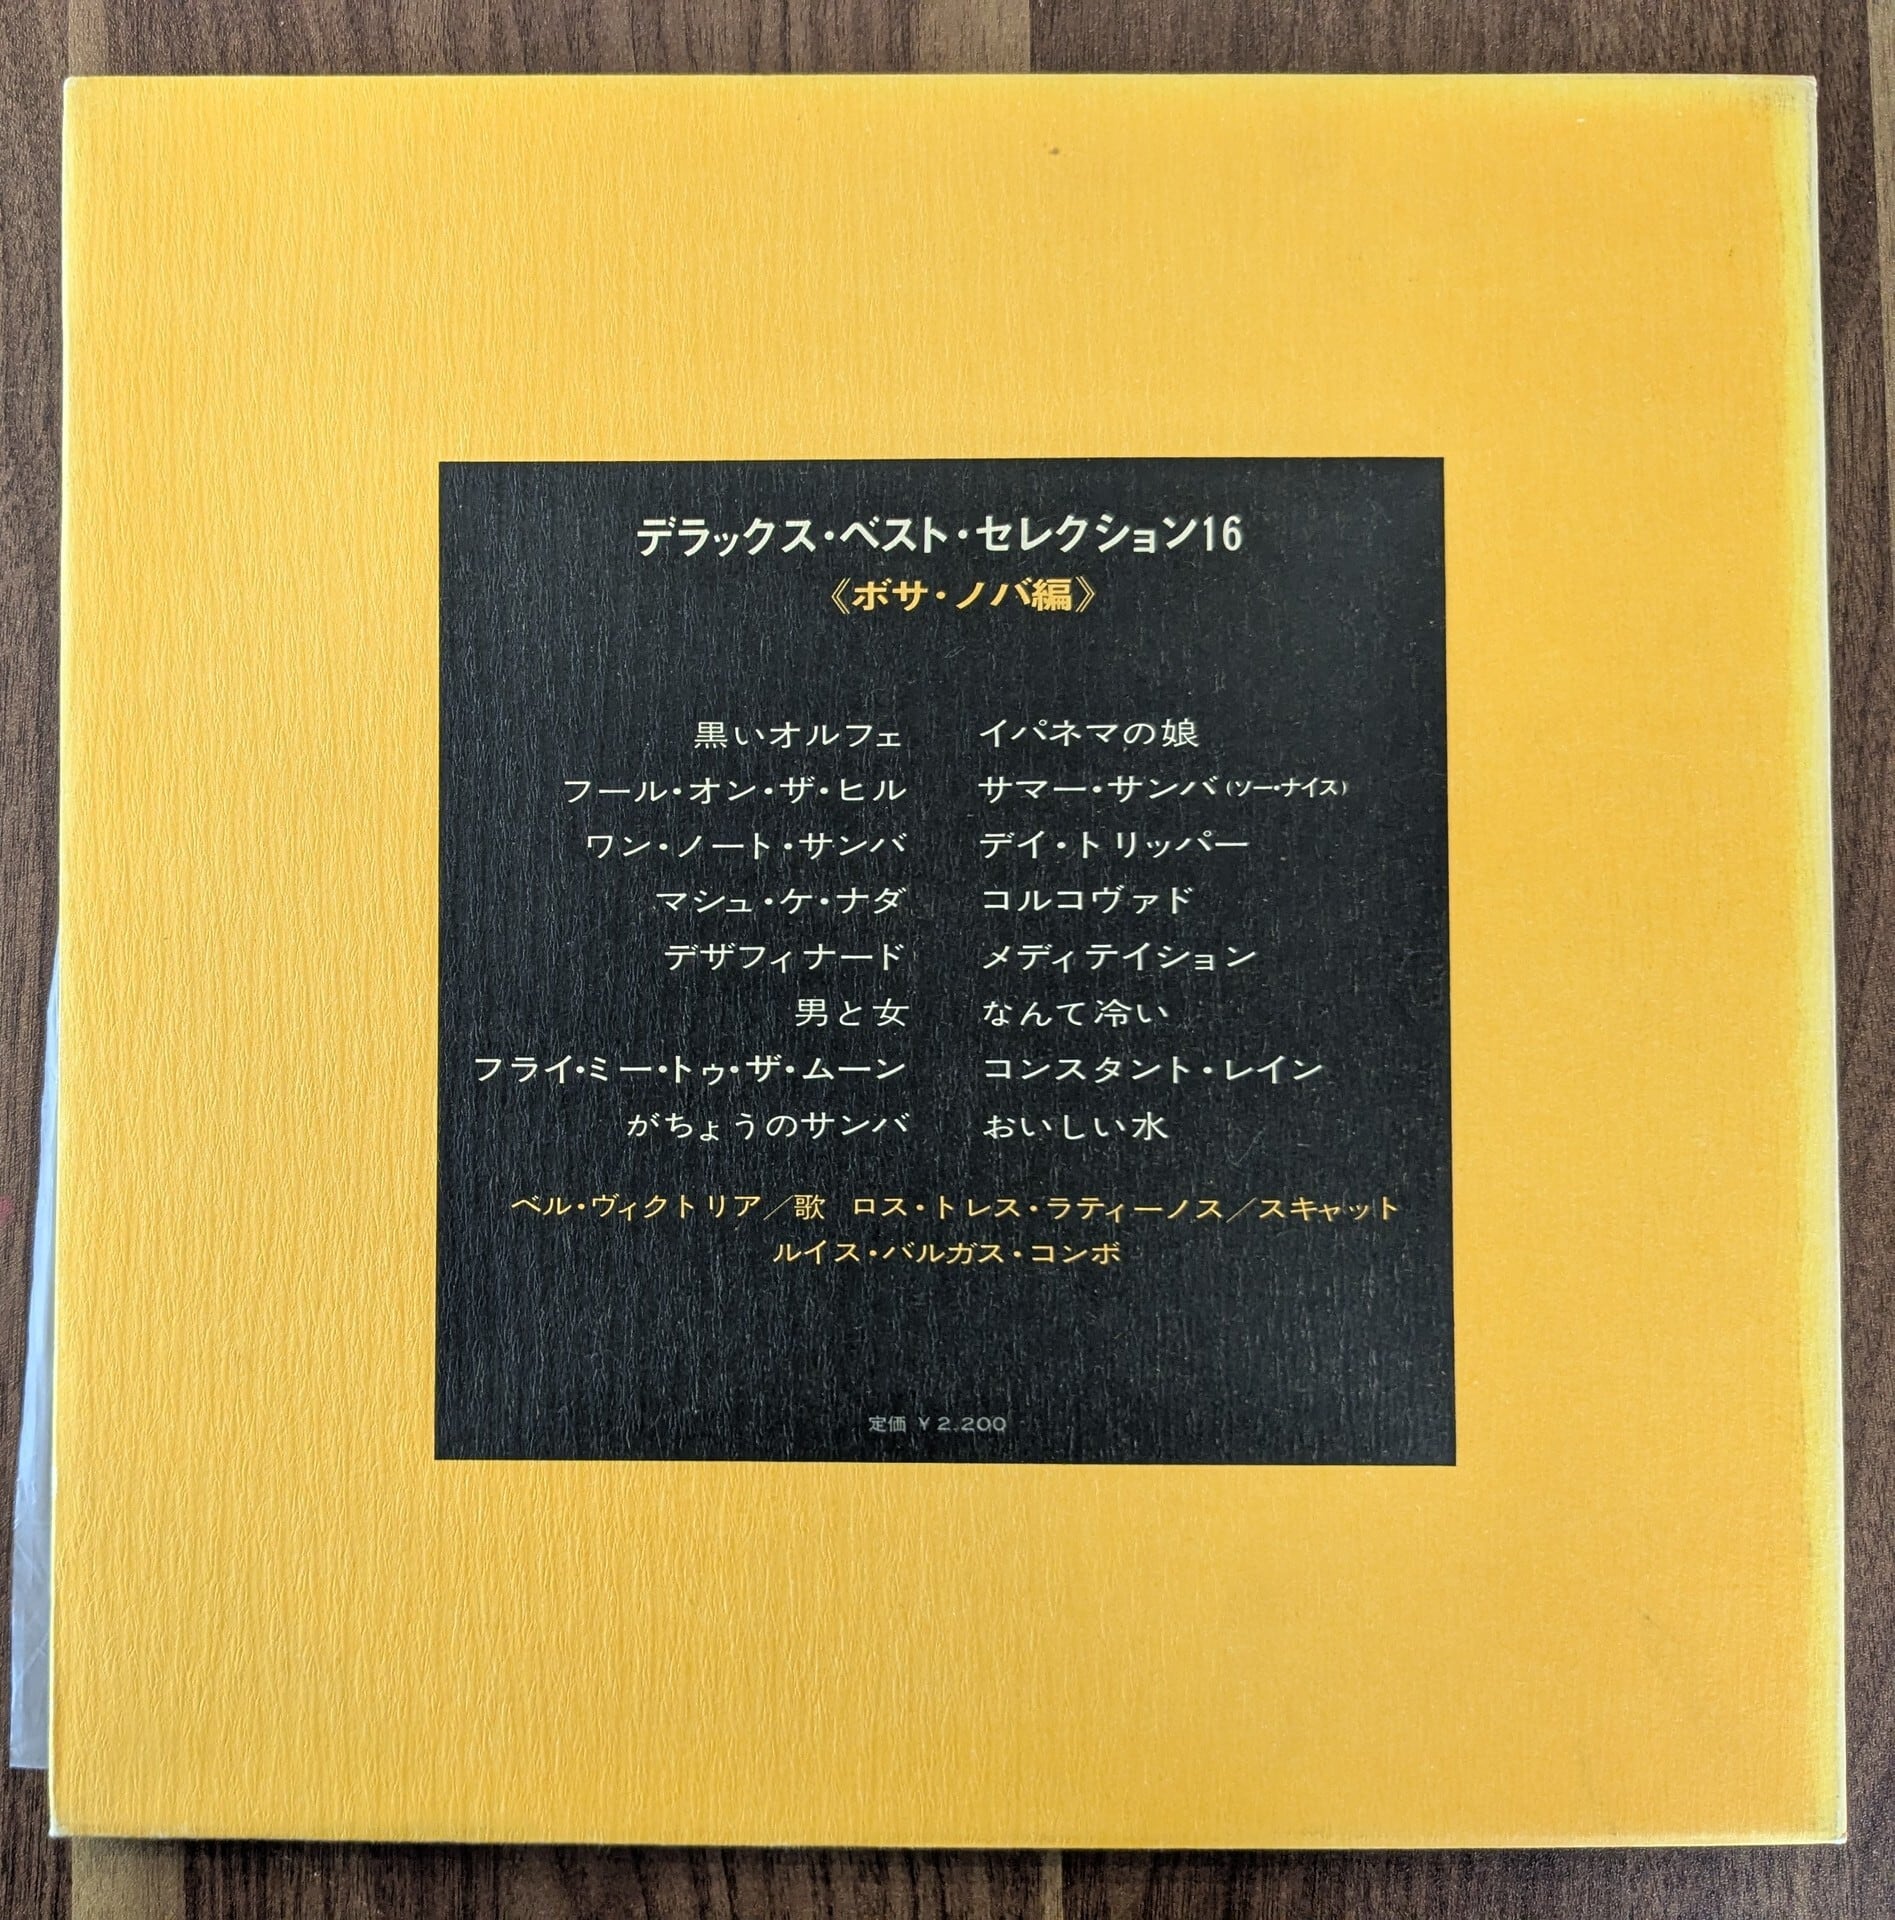 デラックス・ベスト・セレクション16
《ボサ・ノバ編》
黒いオルフェ イパネマの娘
フール・オン・ザ・ヒル サマー・サンバ(ソー・ナイス)
ワン・ノート・サンバ デイ・トリッパー
マシュ・ケ・ナダ コルコヴァド
デザフィナード メディテイション
男と女 なんて冷い
フライ・ミー・トゥ・ザ・ムーン コンスタント・レイン
がちょうのサンバ おいしい水
ベル・ヴィクトリア／歌 ロス・トレス・ラティーノス／スキャット
ルイス・バルガス・コンボ
定価 ¥2.200